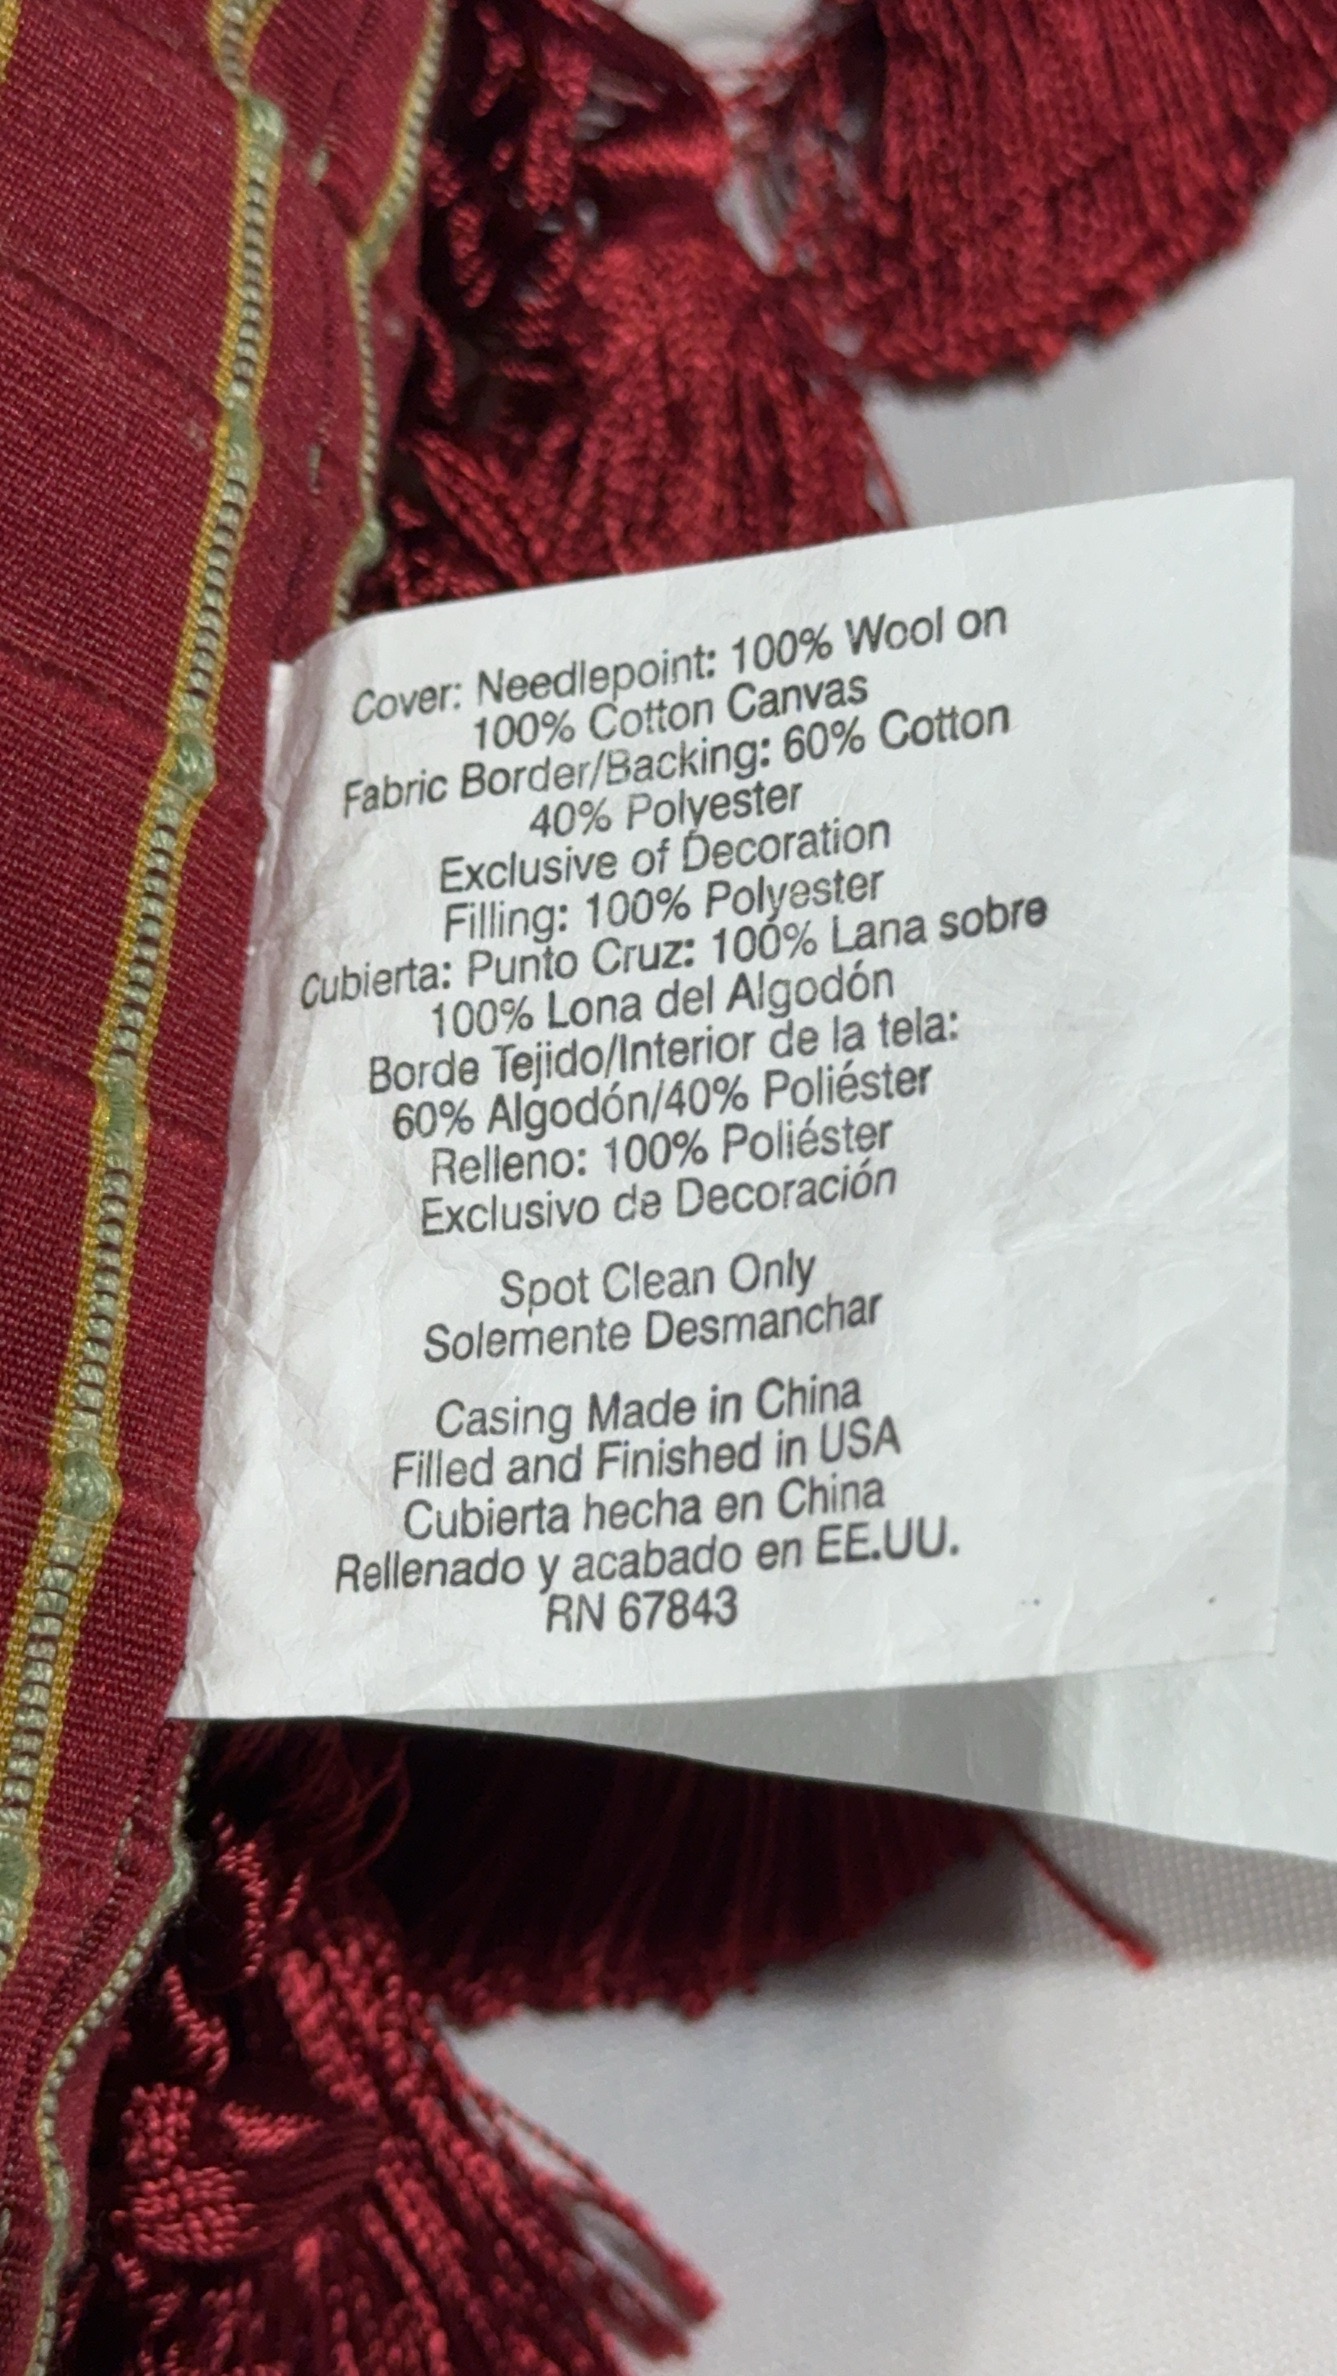 Cover: Needlepoint: 100% Wool on
100% Cotton Canvas
Fabric Border/Backing: 60% Cotton
40% Polyester
Exclusive of Decoration
Filling: 100% Polyester
Cubierta: Punto Cruz: 100% Lana sobre
100% Lona del Algodón
Borde Tejido/Interior de la tela:
60% Algodón/40% Poliéster
Relleno: 100% Poliéster
Exclusivo de Decoración
Spot Clean Only
Solemente Desmanchar
Casing Made in China
Filled and Finished in USA
Cubierta hecha en China
Rellenado y acabado en EE.UU.
RN 67843